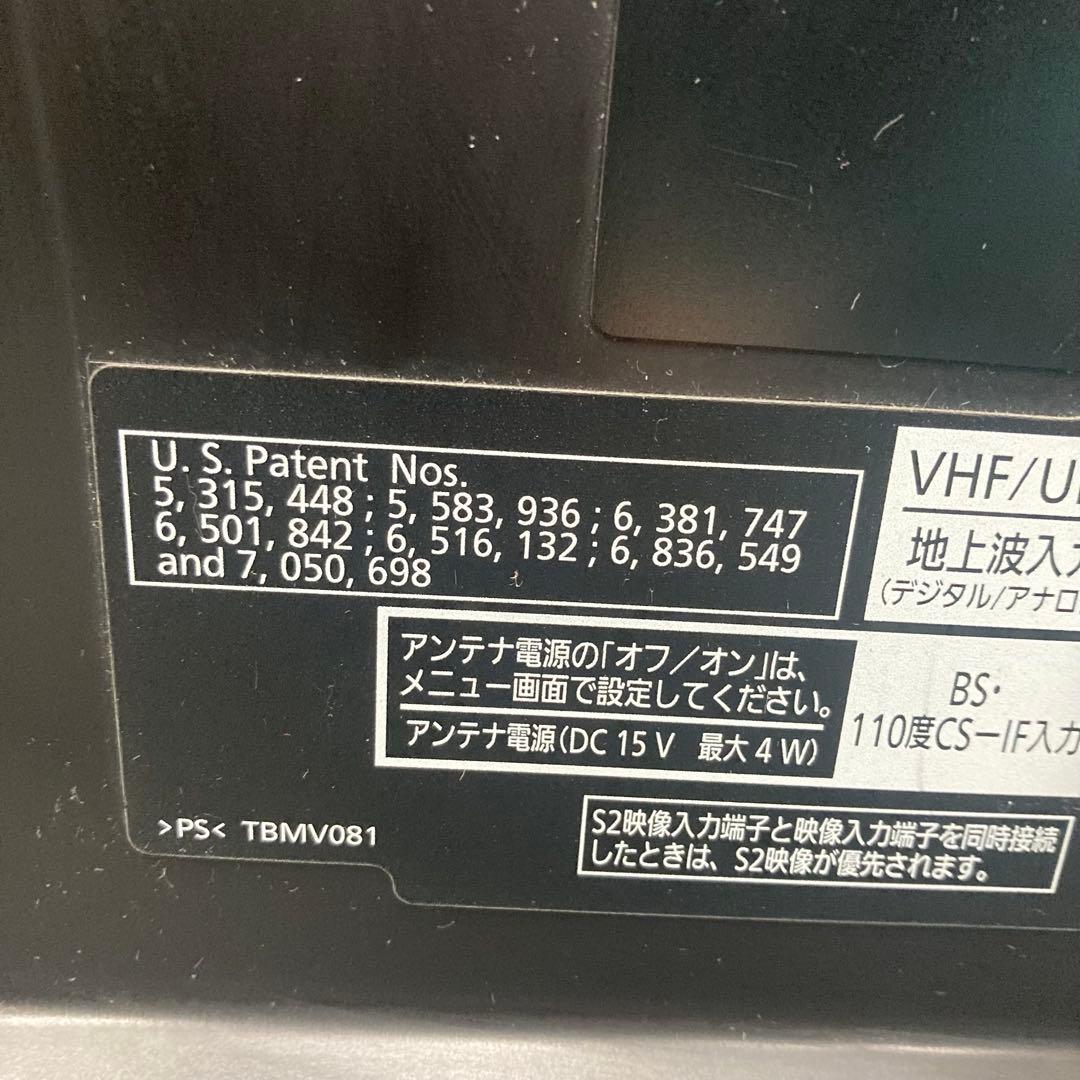 U. S. Patent Nos.
5, 315, 448 ; 5, 583, 936 ; 6, 381, 747
6, 501, 842 ; 6, 516, 132 ; 6, 836, 549
and 7, 050, 698
VHF/U
地上波入力
(デジタル/アナロ
アンテナ電源の「オフ/オン」は、
メニュー画面で設定してください。
アンテナ電源(DC 15 V 最大 4 W)
BS・
110度CS-IF入力
>PS< TBMV081
S2映像入力端子と映像入力端子を同時接続
したときは、S2映像が優先されます。